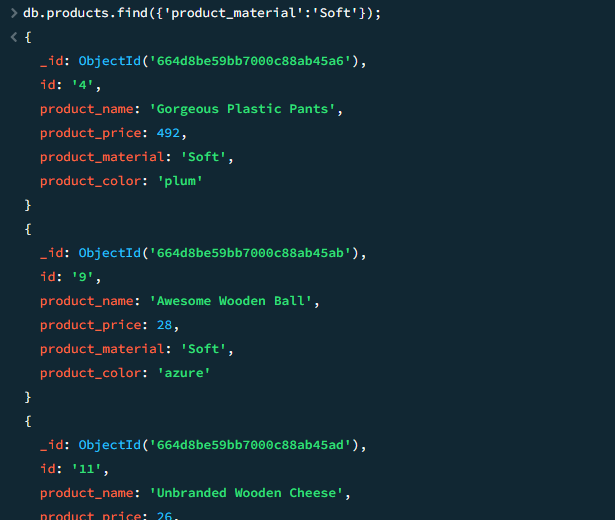 > db.products.find({'product_material':'Soft'});
< {
_id: ObjectId('664d8be59bb7000c88ab45a6'),
id: '4',
product_name: 'Gorgeous Plastic Pants',
product_price: 492,
product_material: 'Soft',
product_color: 'plum'
}
{
_id: ObjectId('664d8be59bb7000c88ab45ab'),
id: '9',
product_name: 'Awesome Wooden Ball',
product_price: 28,
product_material: 'Soft',
product_color: 'azure'
}
{
_id: ObjectId('664d8be59bb7000c88ab45ad'),
id: '11',
product_name: 'Unbranded Wooden Cheese',
product_price: 26,